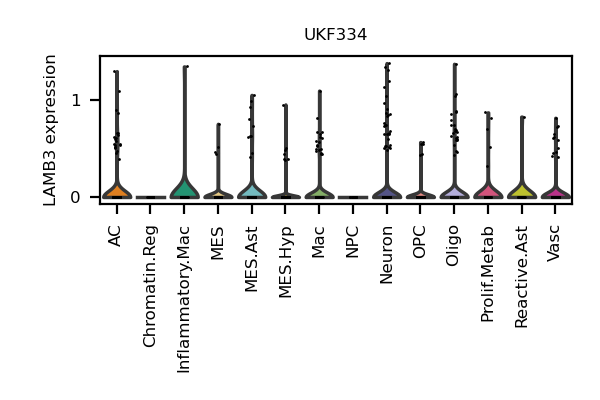 UKF334
LAMB3 expression
1
0
AC
Chromatin.Reg
Inflammatory.Mac
MES
MES.Ast
MES.Hyp
Mac
NPC
Neuron
OPC
Oligo
Prolif.Metab
Reactive.Ast
Vasc